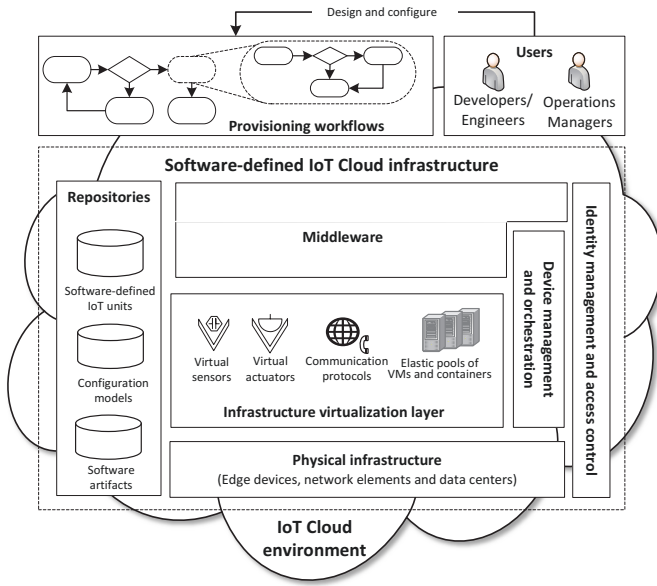 Design and configure
Users
Developers/
Engineers
Operations
Managers
Provisioning workflows
Software-defined IoT Cloud infrastructure
Repositories
Software-defined
IoT units
Configuration
models
Software
artifacts
Middleware
Virtual
sensors
Virtual
actuators
Communication
protocols
Elastic pools of
VMs and containers
Infrastructure virtualization layer
Device management
and orchestration
Identity management and access control
Physical infrastructure
(Edge devices, network elements and data centers)
IoT Cloud
environment